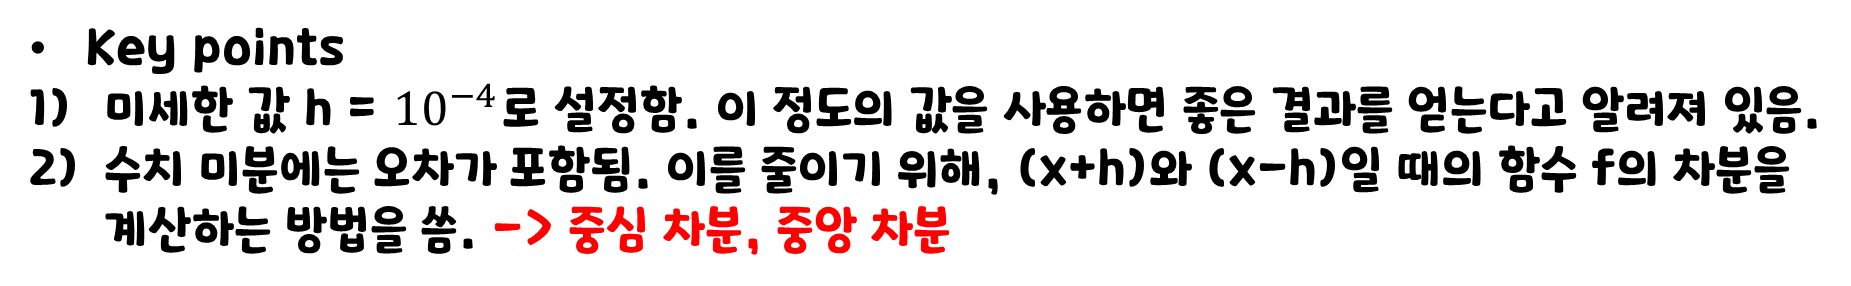 • Key points
1) 미세한 값 h = 10⁻⁴로 설정함. 이 정도의 값을 사용하면 좋은 결과를 얻는다고 알려져 있음.
2) 수치 미분에는 오차가 포함됨. 이를 줄이기 위해, (x+h)와 (x-h)일 때의 함수 f의 차분을
계산하는 방법을 씀. -> 중심 차분, 중앙 차분